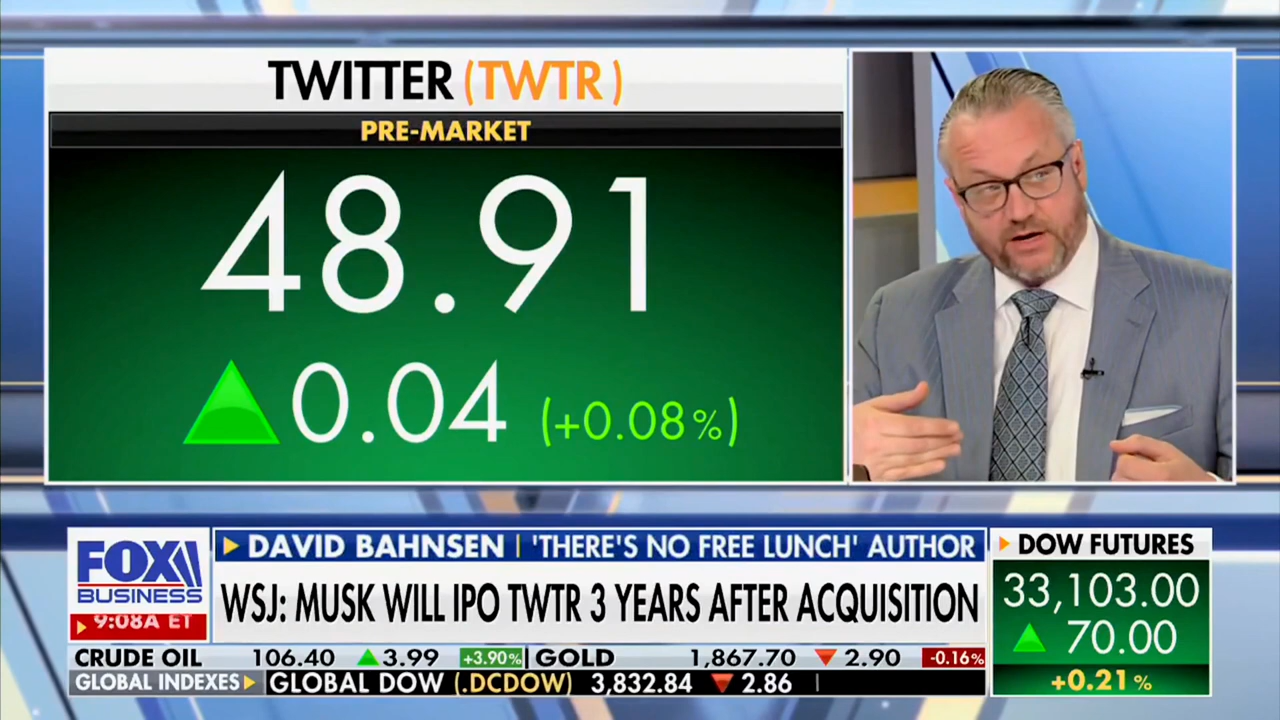 TWITTER (TWTR)
PRE-MARKET
48.91
0.04 (+0.08%)
FOX
BUSINESS
9:08A ET
DAVID BAHNSEN | 'THERE'S NO FREE LUNCH' AUTHOR
WSJ: MUSK WILL IPO TWTR 3 YEARS AFTER ACQUISITION
DOW FUTURES
33,103.00
70.00
+0.21%
CRUDE OIL 106.40 3.99 +3.90% GOLD 1,867.70 2.90 -0.16%
GLOBAL INDEXES GLOBAL DOW (.DCDOW) 3,832.84 2.86